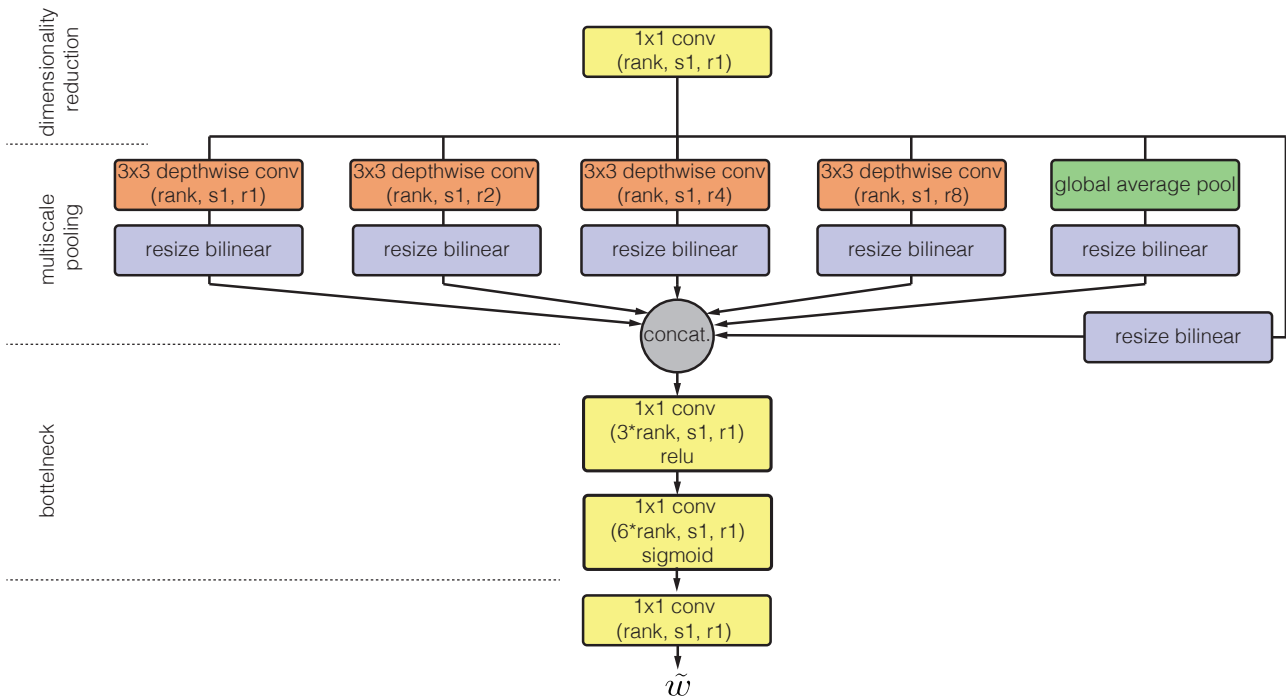 dimensionality
reduction
1x1 conv
(rank, s1, r1)
multiscale
pooling
3x3 depthwise conv
(rank, s1, r1)
3x3 depthwise conv
(rank, s1, r2)
3x3 depthwise conv
(rank, s1, r4)
3x3 depthwise conv
(rank, s1, r8)
global average pool
resize bilinear
resize bilinear
resize bilinear
resize bilinear
resize bilinear
concat.
resize bilinear
bottelneck
1x1 conv
(3*rank, s1, r1)
relu
1x1 conv
(6*rank, s1, r1)
sigmoid
1x1 conv
(rank, s1, r1)
w̃